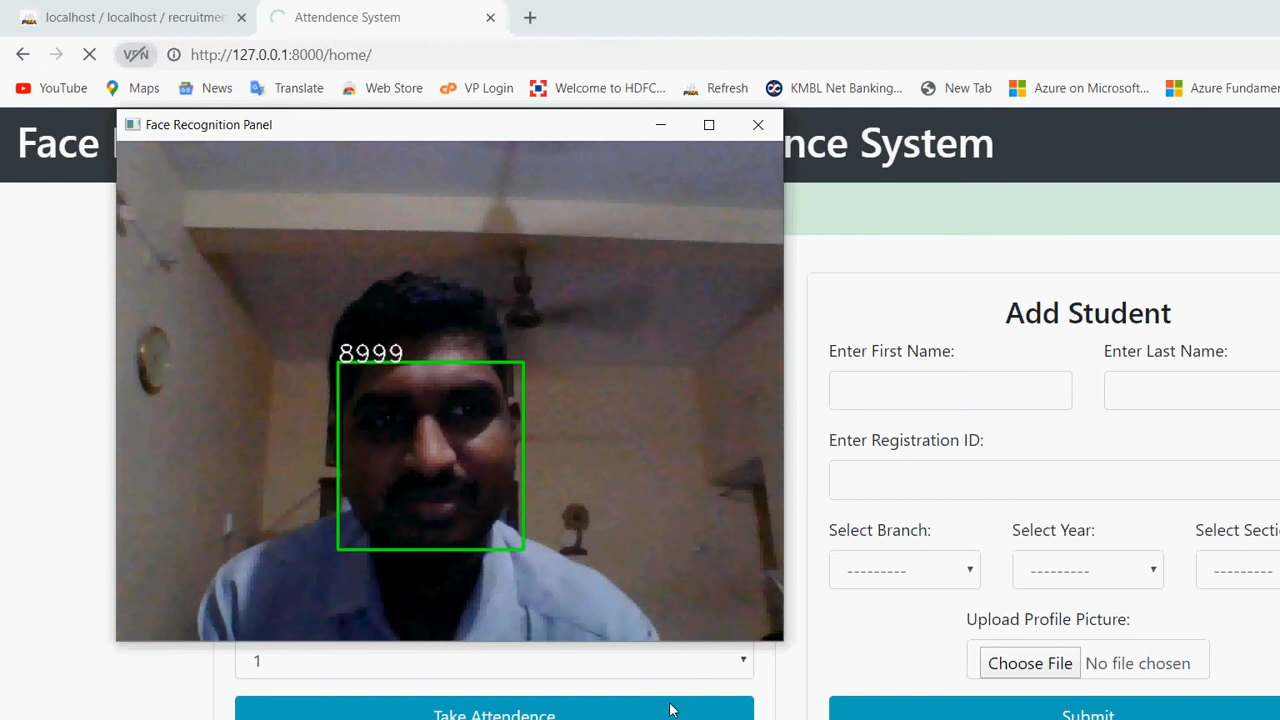 localhost / localhost / recruitmer
Attendence System
VPN
http://127.0.0.1:8000/home/
YouTube
Maps
News
Translate
Web Store
VP Login
Welcome to HDFC...
Refresh
KMBL Net Banking...
New Tab
Azure on Microsoft...
Azure Fundamen
Face
nce System
Face Recognition Panel
8999
Add Student
Enter First Name:
Enter Last Name:
Enter Registration ID:
Select Branch:
Select Year:
Select Secti
---------
---------
---------
Upload Profile Picture:
Choose File No file chosen
1
Take Attendence
Submit